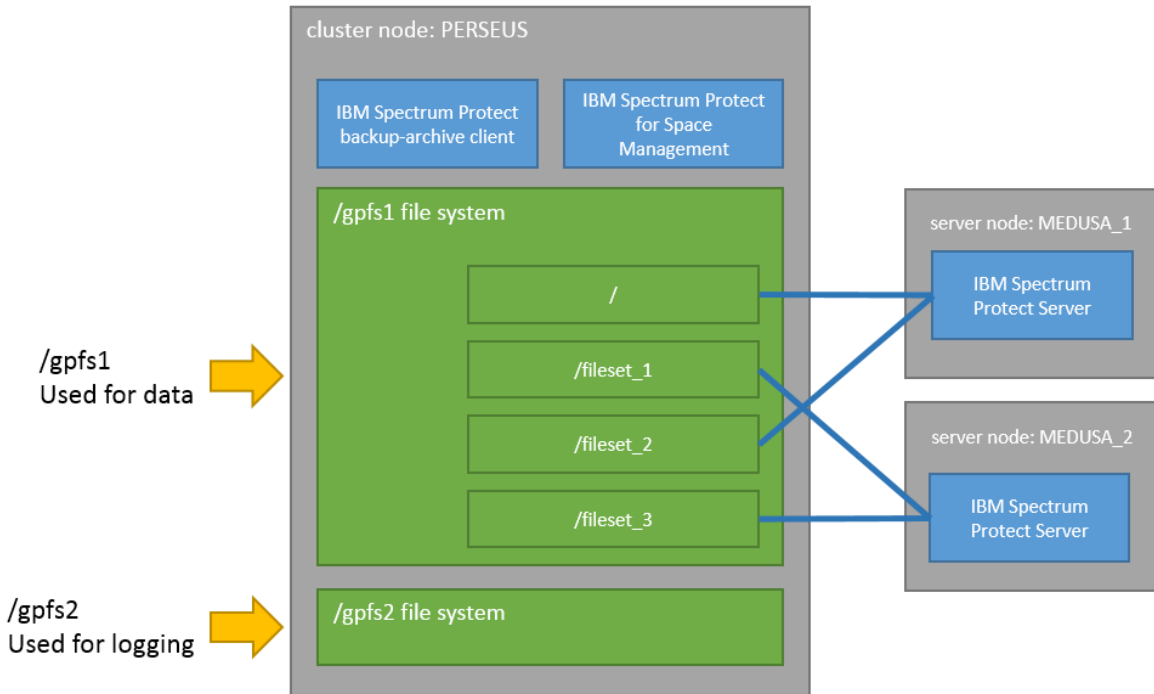 cluster node: PERSEUS
IBM Spectrum Protect
backup-archive client
IBM Spectrum Protect
for Space
Management
/gpfs1 file system
/
/fileset_1
/fileset_2
/fileset_3
/gpfs2 file system
/gpfs1
Used for data
/gpfs2
Used for logging
server node: MEDUSA_1
IBM Spectrum
Protect Server
server node: MEDUSA_2
IBM Spectrum
Protect Server